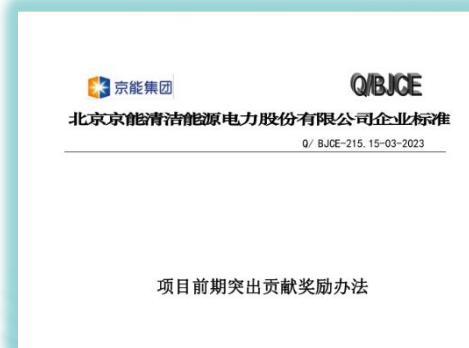 京能集团
Q/BJCE
北京京能清洁能源电力股份有限公司企业标准
Q/ BJCE-215.15-03-2023
项目前期突出贡献奖励办法